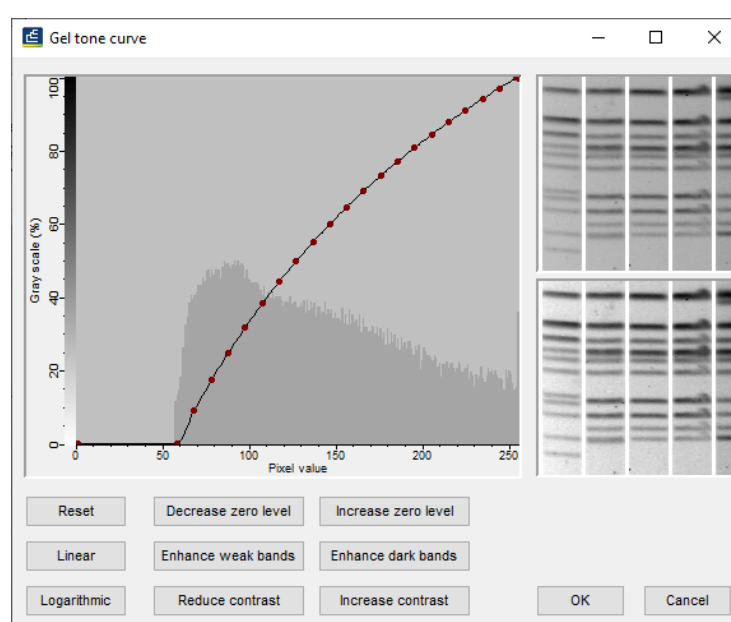 Gel tone curve
100
80
60
40
20
0
Gray scale (%)
0 50 100 150 200 250
Pixel value
Reset Decrease zero level Increase zero level
Linear Enhance weak bands Enhance dark bands
Logarithmic Reduce contrast Increase contrast OK Cancel